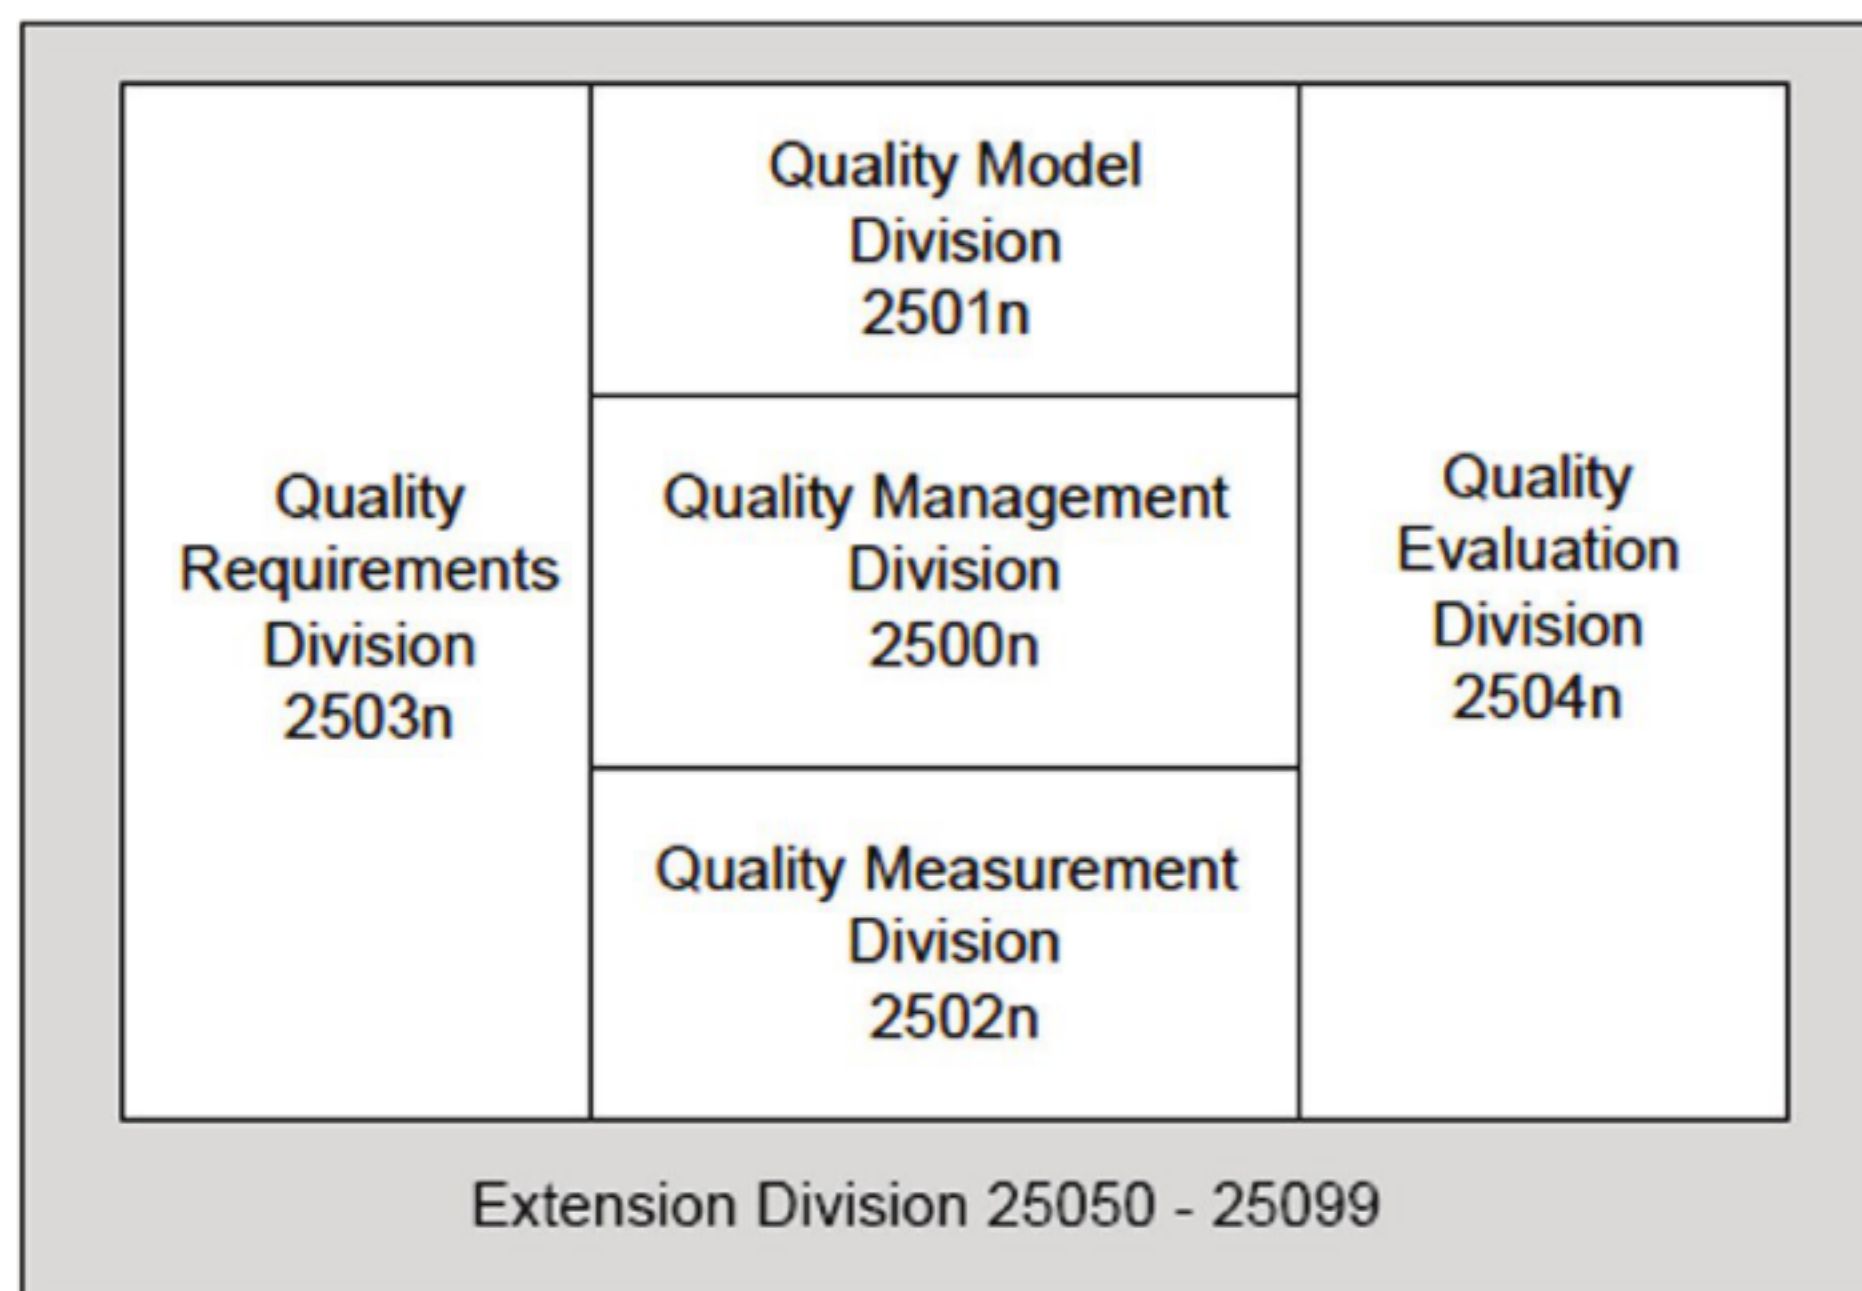 Quality
Requirements
Division
2503n
Quality Model
Division
2501n
Quality Management
Division
2500n
Quality Measurement
Division
2502n
Quality
Evaluation
Division
2504n
Extension Division 25050 - 25099